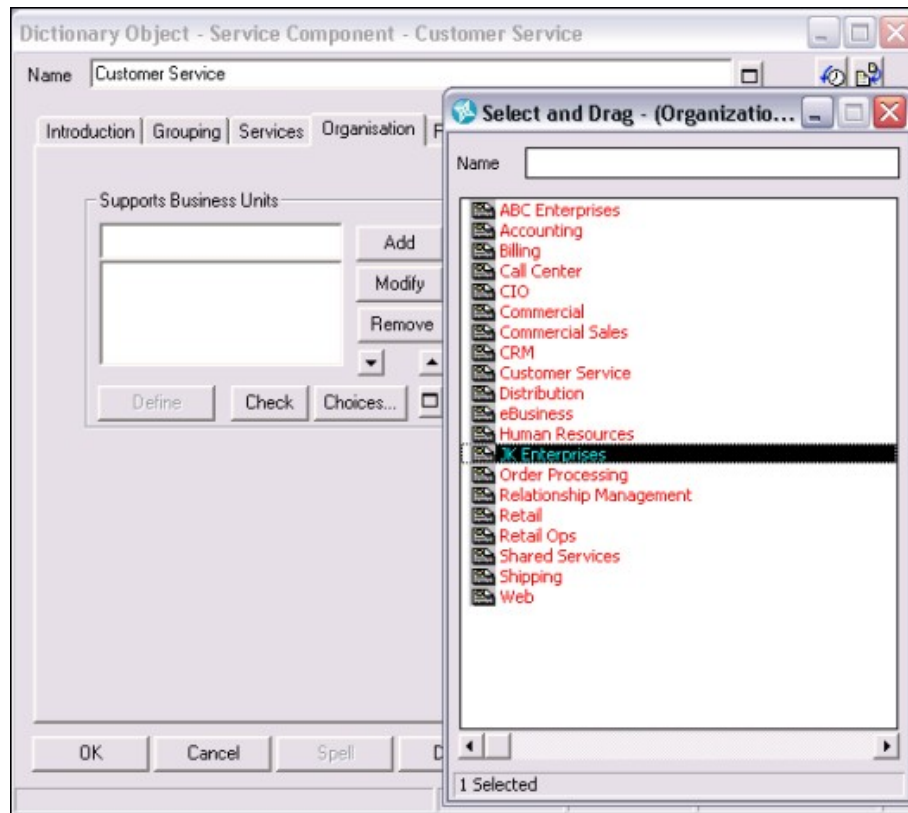 Dictionary Object - Service Component - Customer Service
Name Customer Service
Introduction Grouping Services Organisation F
Supports Business Units
Add
Modify
Remove
Define Check Choices...
OK Cancel Spell D
Select and Drag - (Organizatio...
Name
ABC Enterprises
Accounting
Billing
Call Center
CIO
Commercial
Commercial Sales
CRM
Customer Service
Distribution
eBusiness
Human Resources
JK Enterprises
Order Processing
Relationship Management
Retail
Retail Ops
Shared Services
Shipping
Web
1 Selected